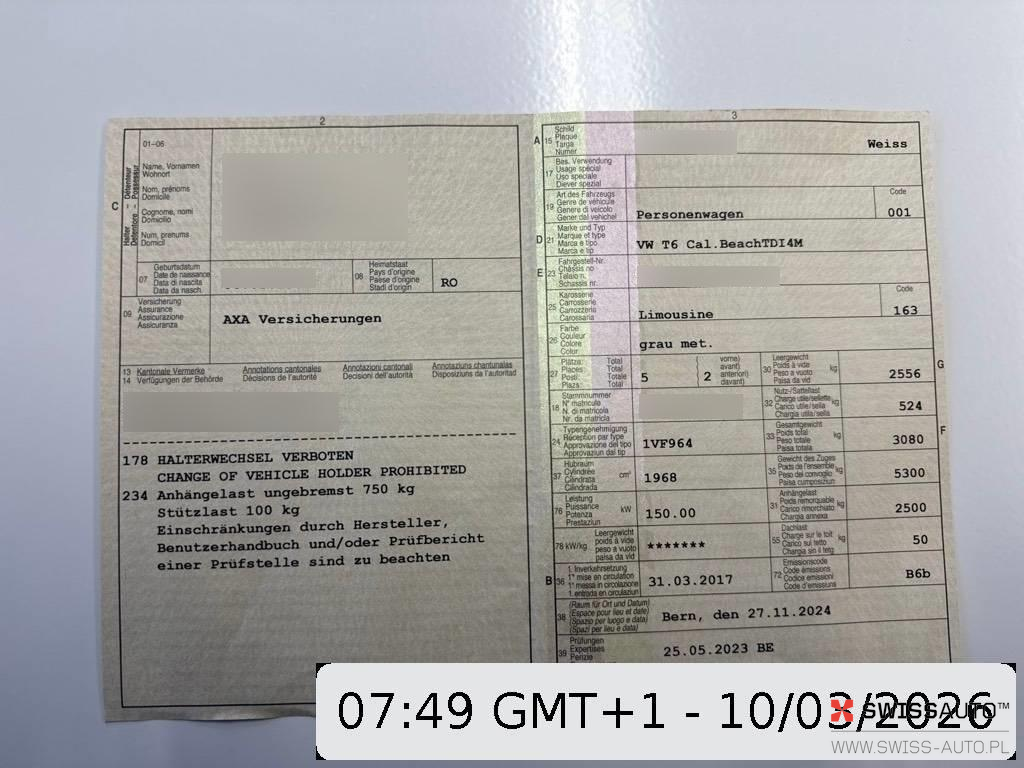 2
01-06
Halter – Détenteur
Detentore – Possessur
C
Name, Vornamen
Wohnort
Nom, prénoms
Domicile
Cognome, nomi
Domicilio
Num, prenums
Domicil
07
Geburtsdatum
Date de naissance
Data di nascita
Data da nasch.
08
Heimatstaat
Pays d'origine
Paese d'origine
Stadi d'origin
RO
09
Versicherung
Assurance
Assicurazione
Assicuranza
AXA Versicherungen
13 Kantonale Vermerke Annotations cantonales Annotazioni cantonali Annotaziuns chantunalas
14 Verfügungen der Behörde Décisions de l'autorité Decisioni dell'autorità Disposiziuns da l'autoritad
178 HALTERWECHSEL VERBOTEN
CHANGE OF VEHICLE HOLDER PROHIBITED
234 Anhängelast ungebremst 750 kg
Stützlast 100 kg
Einschränkungen durch Hersteller,
Benutzerhandbuch und/oder Prüfbericht
einer Prüfstelle sind zu beachten
3
A 15
Schild
Plaque
Targa
Numer
Weiss
17
Bes. Verwendung
Usage spécial
Uso speciale
Diever spezial
19
Art des Fahrzeugs
Genre de véhicule
Genere di veicolo
Gener dal vehichel
Personenwagen
Code
001
D 21
Marke und Typ
Marque et type
Marca e tipo
Marca e tip
VW T6 Cal.BeachTDI4M
E 23
Fahrgestell-Nr.
Châssis no
Telaio n.
Schassis nr.
25
Karosserie
Carrosserie
Carrozzeria
Carossaria
Limousine
Code
163
26
Farbe
Couleur
Colore
Colur
grau met.
27
Plätze: Total
Places: Total
Posti: Totale
Plazs: Total
5
vorne)
avant)
anteriori)
davant)
2
30
Leergewicht
Poids à vide
Peso a vuoto
Paisa da vid
kg
2556
G
18
Stammnummer
N° matricule
N. di matricola
Nr. da matricla
32
Nutz-/Sattellast
Charge utile/sellette
Carico utile/sella
Chargia utila/sella
kg
524
24
Typengenehmigung
Réception par type
Approvazione del tipo
Approvaziun dal tip
1VF964
33
Gesamtgewicht
Poids total
Peso totale
Paisa totala
kg
3080
F
37
Hubraum
Cylindrée
Cilindrata
Cilindrada
cm³
1968
35
Gewicht des Zuges
Poids de l'ensemble
Peso del convoglio
Paisa cumposiziun
kg
5300
76
Leistung
Puissance
Potenza
Prestaziun
kW
150.00
31
Anhängelast
Poids remorquable
Carico rimorchiato
Chargia annexa
kg
2500
78 kW/kg
Leergewicht
poids à vide
peso a vuoto
paisa da vid
*******
55
Dachlast
Charge sur le toit
Carico sul tetto
Chargia sin il tetg
kg
50
B 36
1. Inverkehrsetzung
1re mise en circulation
1a messa in circolazione
1. entrada en circulaziun
31.03.2017
72
Emissionscode
Code émissions
Codice emissioni
Code d'emissiuns
B6b
38
(Raum für Ort und Datum)
(Espace pour lieu et date)
(Spazio per luogo e data)
(Spazi per lieu e data)
Bern, den 27.11.2024
39
Prüfungen
Expertises
Perizie
25.05.2023 BE
07:49 GMT+1 - 10/03/2026
SWISSAUTO™
WWW.SWISS-AUTO.PL